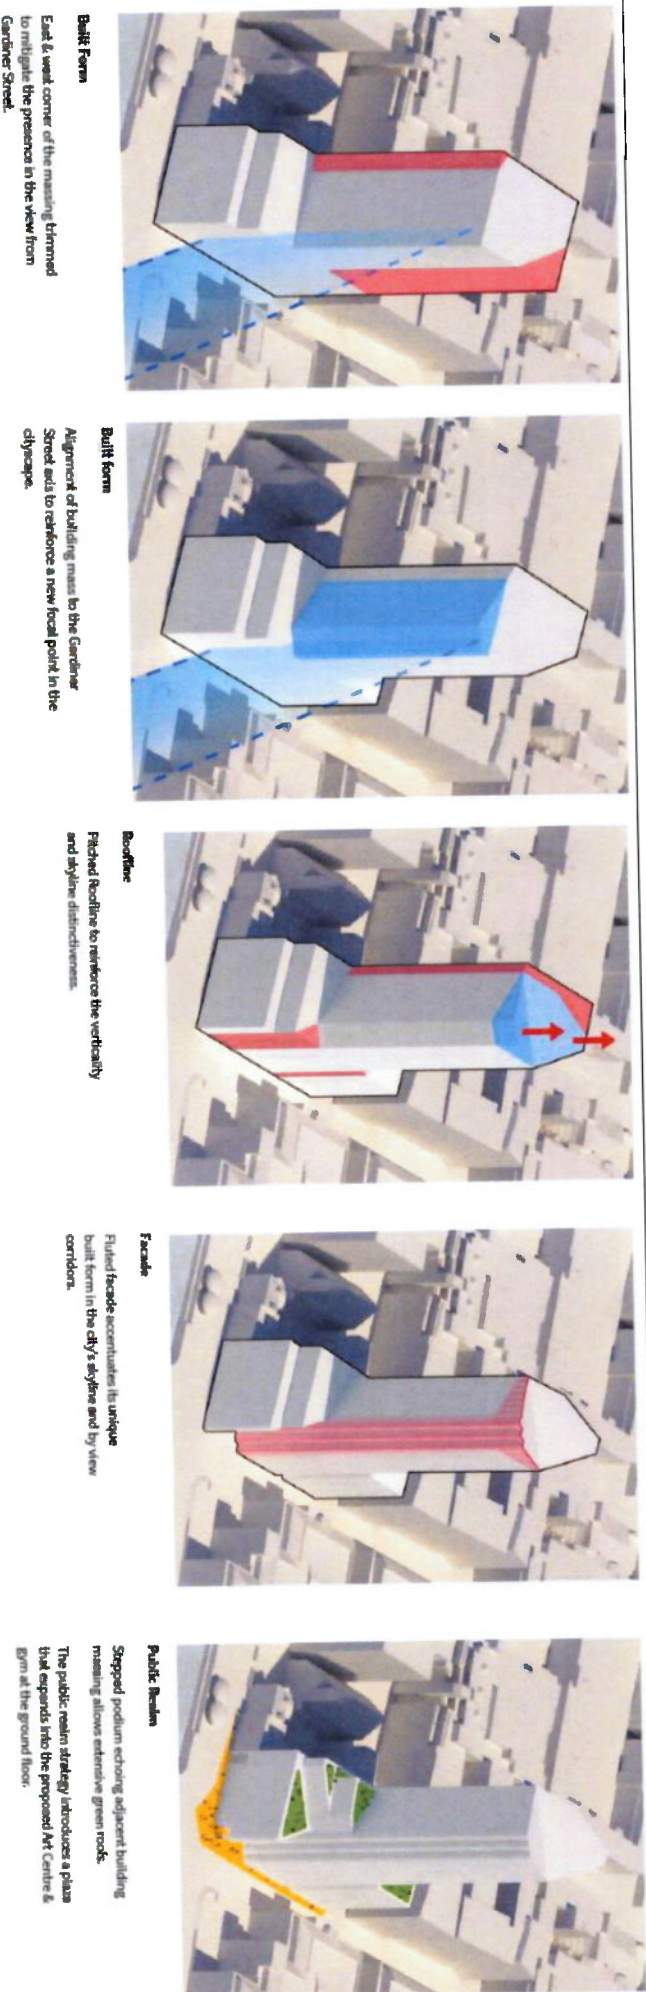 Built Form
East & west corner of the massing trimmed
to mitigate the presence in the view from
Gardiner Street.
Built form
Alignment of building mass to the Gardiner
Street axis to reinforce a new focal point in the
cityscape.
Roofline
Pitched Roofline to reinforce the verticality
and skyline distinctiveness.
Facade
Fluted facade accentuates its unique
built form in the city's skyline and by view
corridors.
Public Realm
Stepped podium echoing adjacent building
massing allows extensive green roofs.
The public realm strategy introduces a plaza
that expands into the proposed Art Centre &
gym at the ground floor.